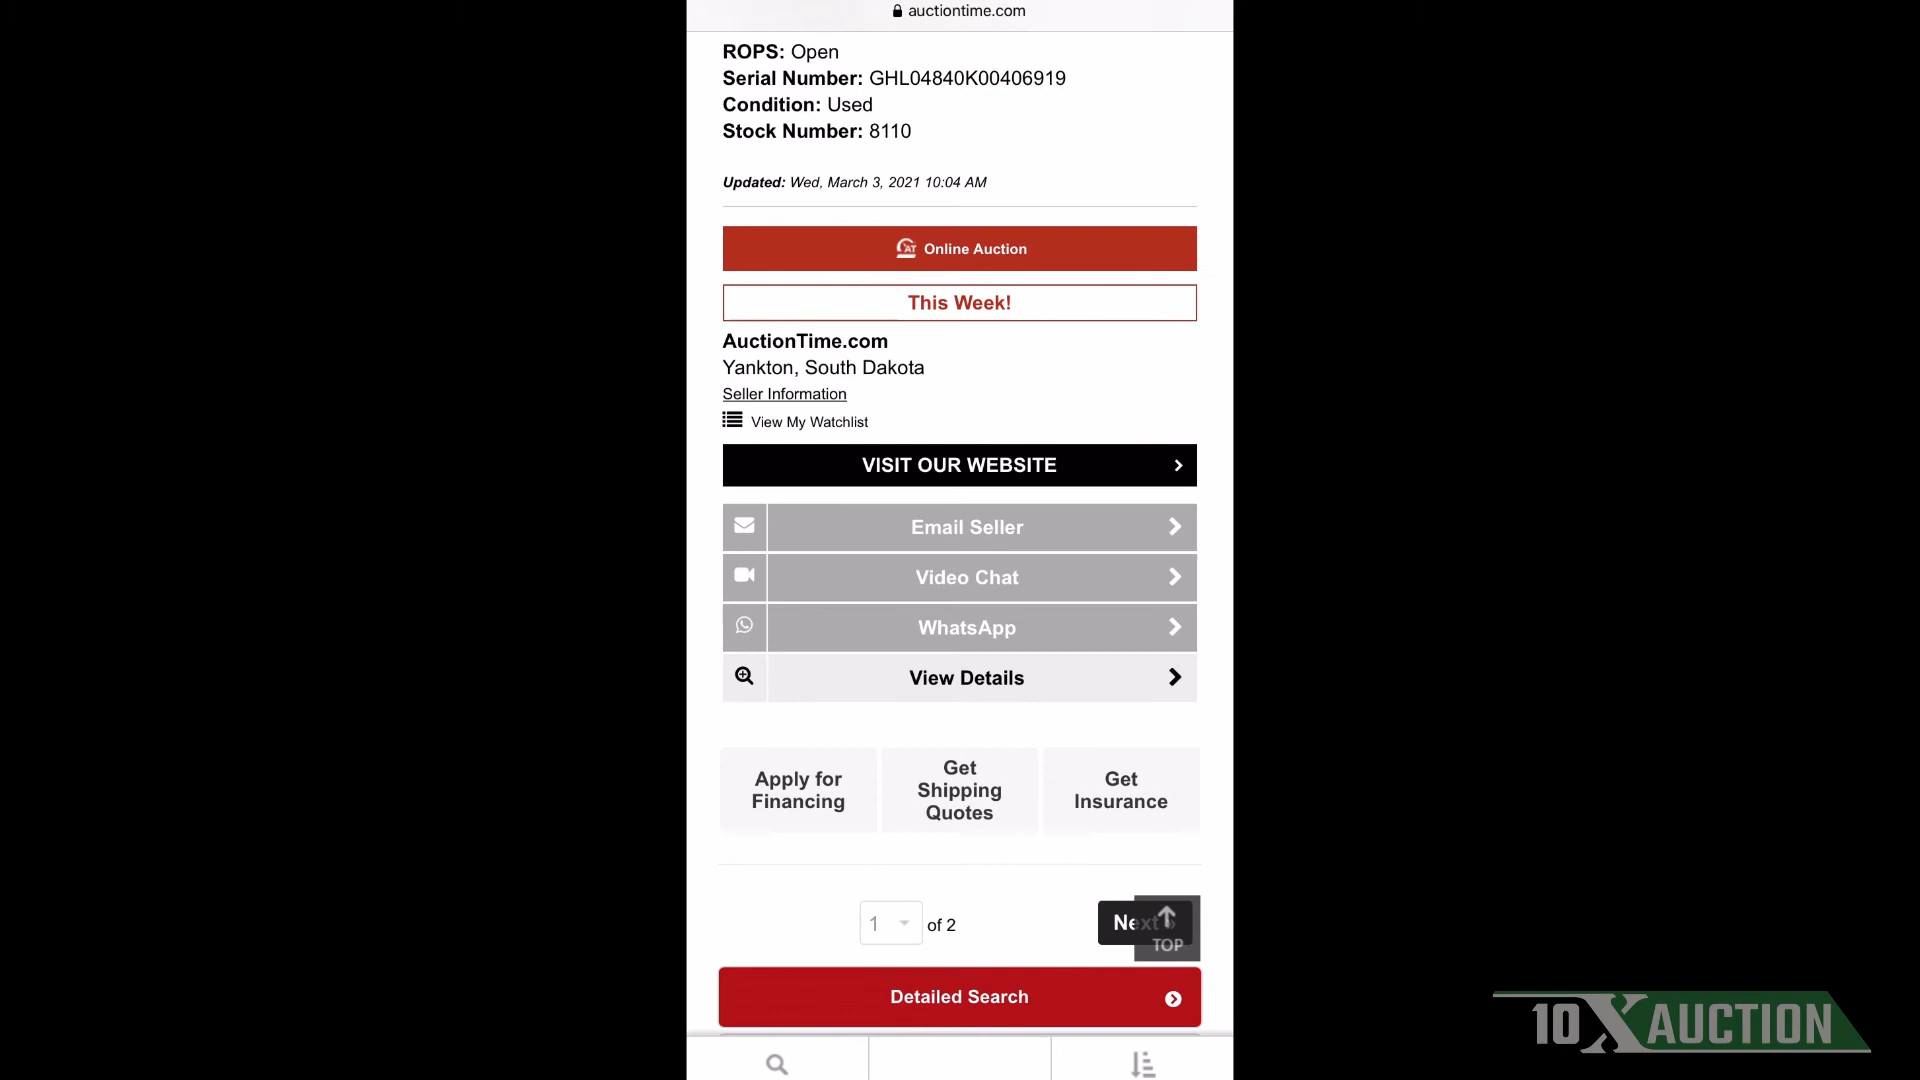 auctiontime.com
ROPS: Open
Serial Number: GHL04840K00406919
Condition: Used
Stock Number: 8110
Updated: Wed, March 3, 2021 10:04 AM
AT Online Auction
This Week!
AuctionTime.com
Yankton, South Dakota
Seller Information
View My Watchlist
VISIT OUR WEBSITE
Email Seller
Video Chat
WhatsApp
View Details
Apply for
Financing
Get
Shipping
Quotes
Get
Insurance
1 of 2
Next
TOP
Detailed Search
10XAUCTION